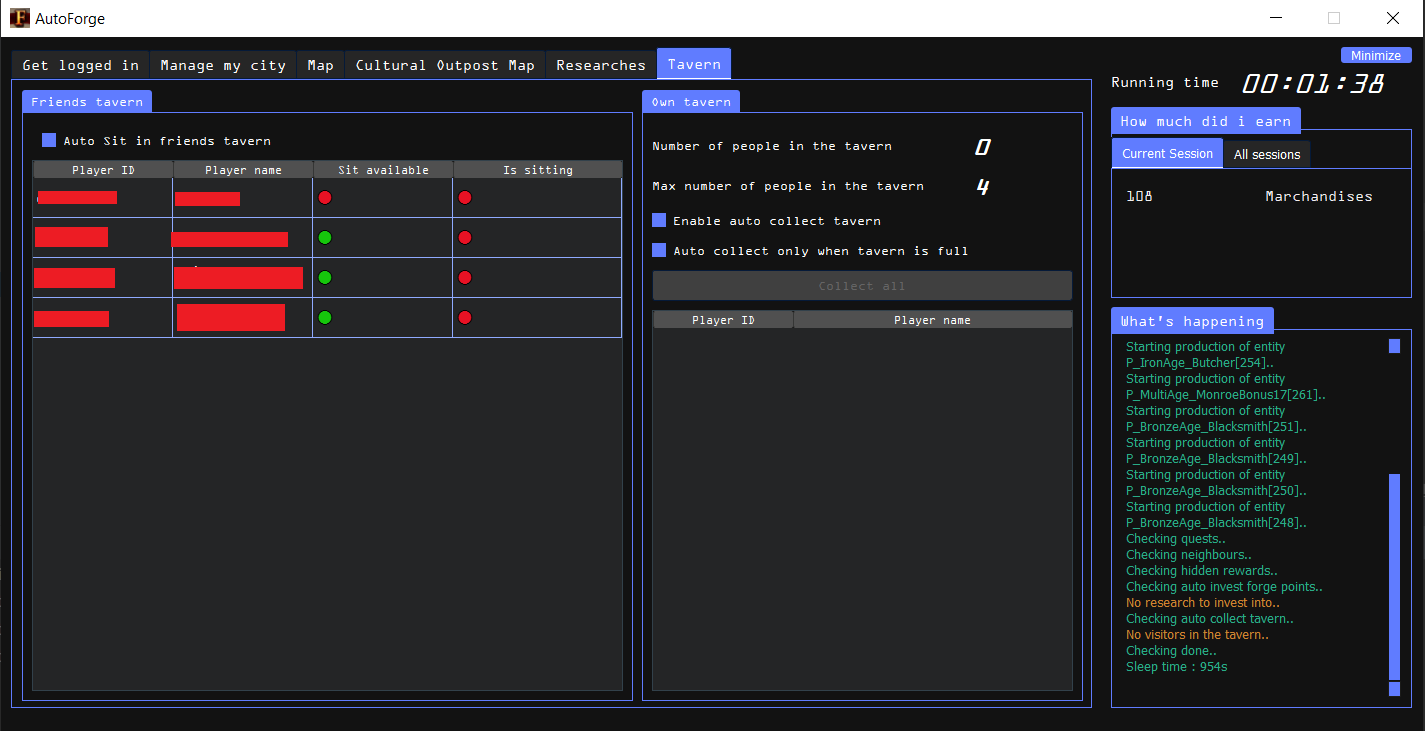 AutoForge
Minimize
Get logged in
Manage my city
Map
Cultural Outpost Map
Researches
Tavern
Running time
00:01:38
Friends tavern
Auto Sit in friends tavern
Player ID
Player name
Sit available
Is sitting
Own tavern
Number of people in the tavern
0
Max number of people in the tavern
4
Enable auto collect tavern
Auto collect only when tavern is full
Collect all
Player ID
Player name
How much did i earn
Current Session
All sessions
108
Marchandises
What's happening
Starting production of entity
P_IronAge_Butcher[254]..
Starting production of entity
P_MultiAge_MonroeBonus17[261]..
Starting production of entity
P_BronzeAge_Blacksmith[251]..
Starting production of entity
P_BronzeAge_Blacksmith[249]..
Starting production of entity
P_BronzeAge_Blacksmith[250]..
Starting production of entity
P_BronzeAge_Blacksmith[248]..
Checking quests..
Checking neighbours..
Checking hidden rewards..
Checking auto invest forge points..
No research to invest into..
Checking auto collect tavern..
No visitors in the tavern..
Checking done..
Sleep time : 954s